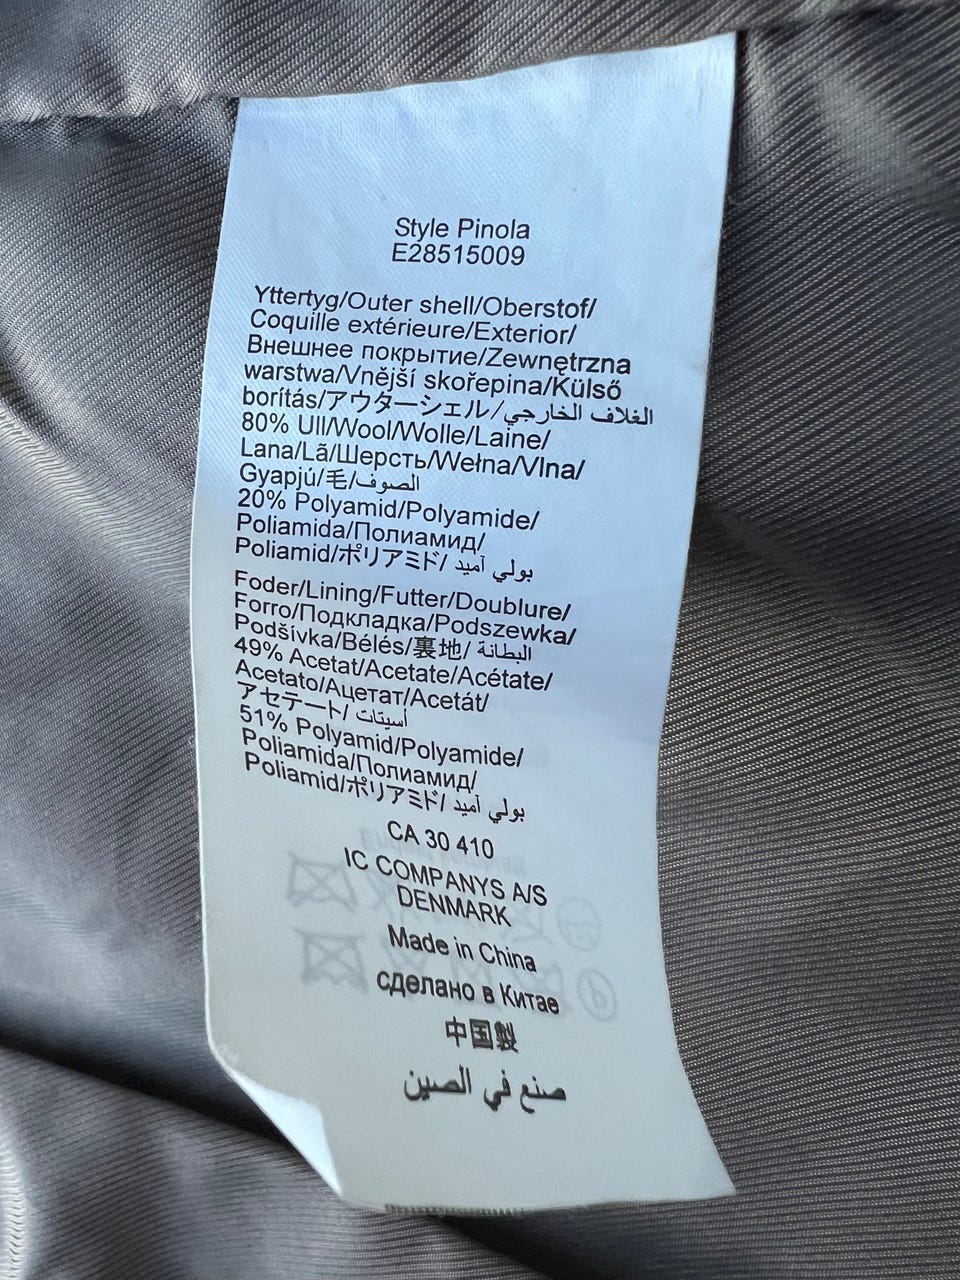 Style Pinola
E28515009
Yttertyg/Outer shell/Oberstof/
Coquille extérieure/Exterior/
Внешнее покрытие/Zewnętrzna
warstwa/Vnější skořepina/Külső
borítás/アウターシェル/الغلاف الخارجي
80% Ull/Wool/Wolle/Laine/
Lana/Lã/Шерсть/Wełna/Vlna/
Gyapjú/毛/الصوف
20% Polyamid/Polyamide/
Poliamida/Полиамид/
Poliamid/ポリアミド/ بولي آميد
Foder/Lining/Futter/Doublure/
Forro/Подкладка/Podszewka/
Podšívka/Bélés/裏地/ البطانة
49% Acetat/Acetate/Acétate/
Acetato/Ацетат/Acetát/
アセテート/ أسيتات
51% Polyamid/Polyamide/
Poliamida/Полиамид/
Poliamid/ポリアミド/ بولي آميد
CA 30 410
IC COMPANYS A/S
DENMARK
Made in China
сделано в Китае
中国製
صنع في الصين